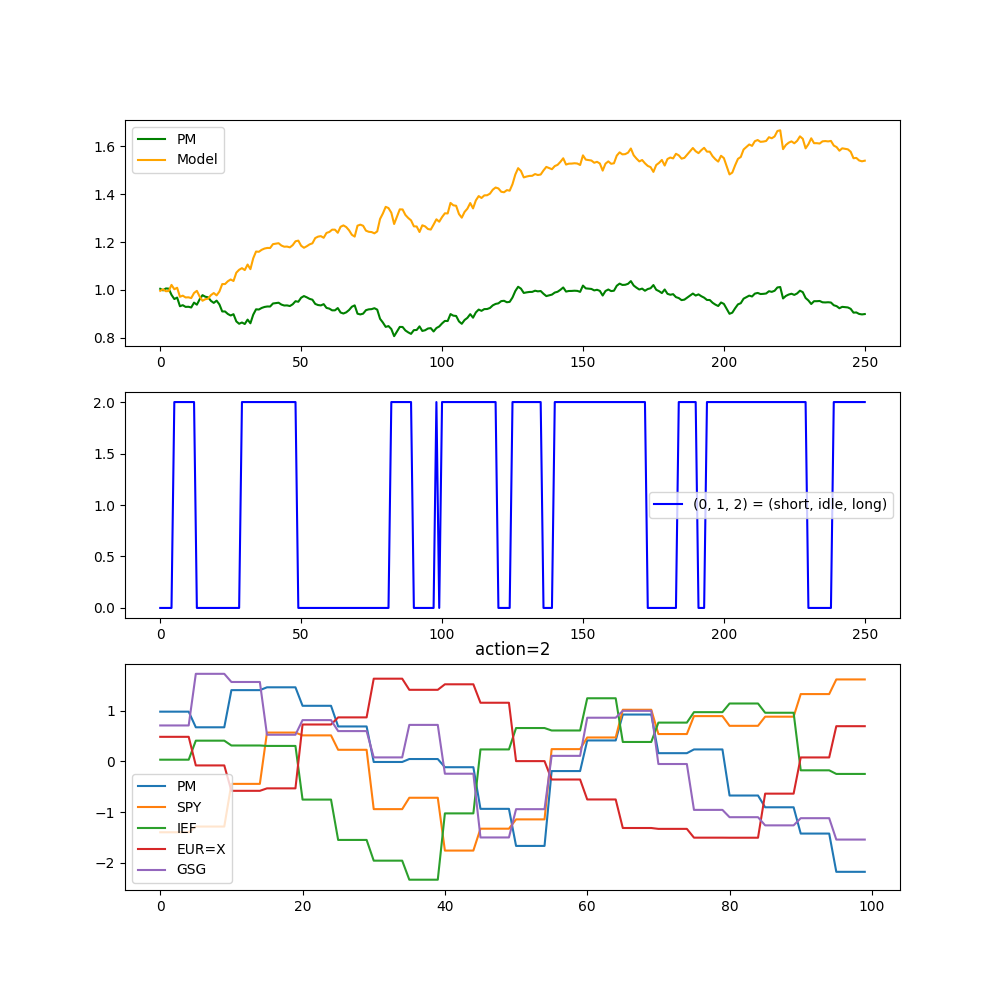 PM
Model
1.6
1.4
1.2
1.0
0.8
0 50 100 150 200 250
2.0
1.5
1.0
0.5
0.0
(0, 1, 2) = (short, idle, long)
0 50 100 150 200 250
action=2
1
0
−1
−2
PM
SPY
IEF
EUR=X
GSG
0 20 40 60 80 100